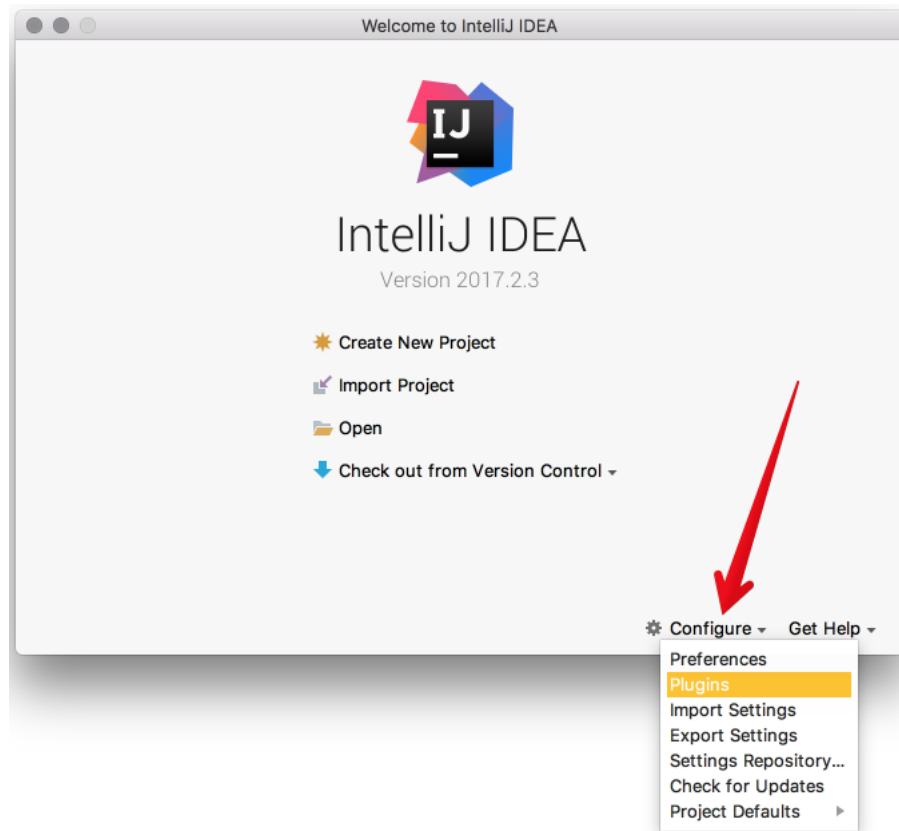 Welcome to IntelliJ IDEA
IJ
IntelliJ IDEA
Version 2017.2.3
Create New Project
Import Project
Open
Check out from Version Control
Configure Get Help
Preferences
Plugins
Import Settings
Export Settings
Settings Repository...
Check for Updates
Project Defaults